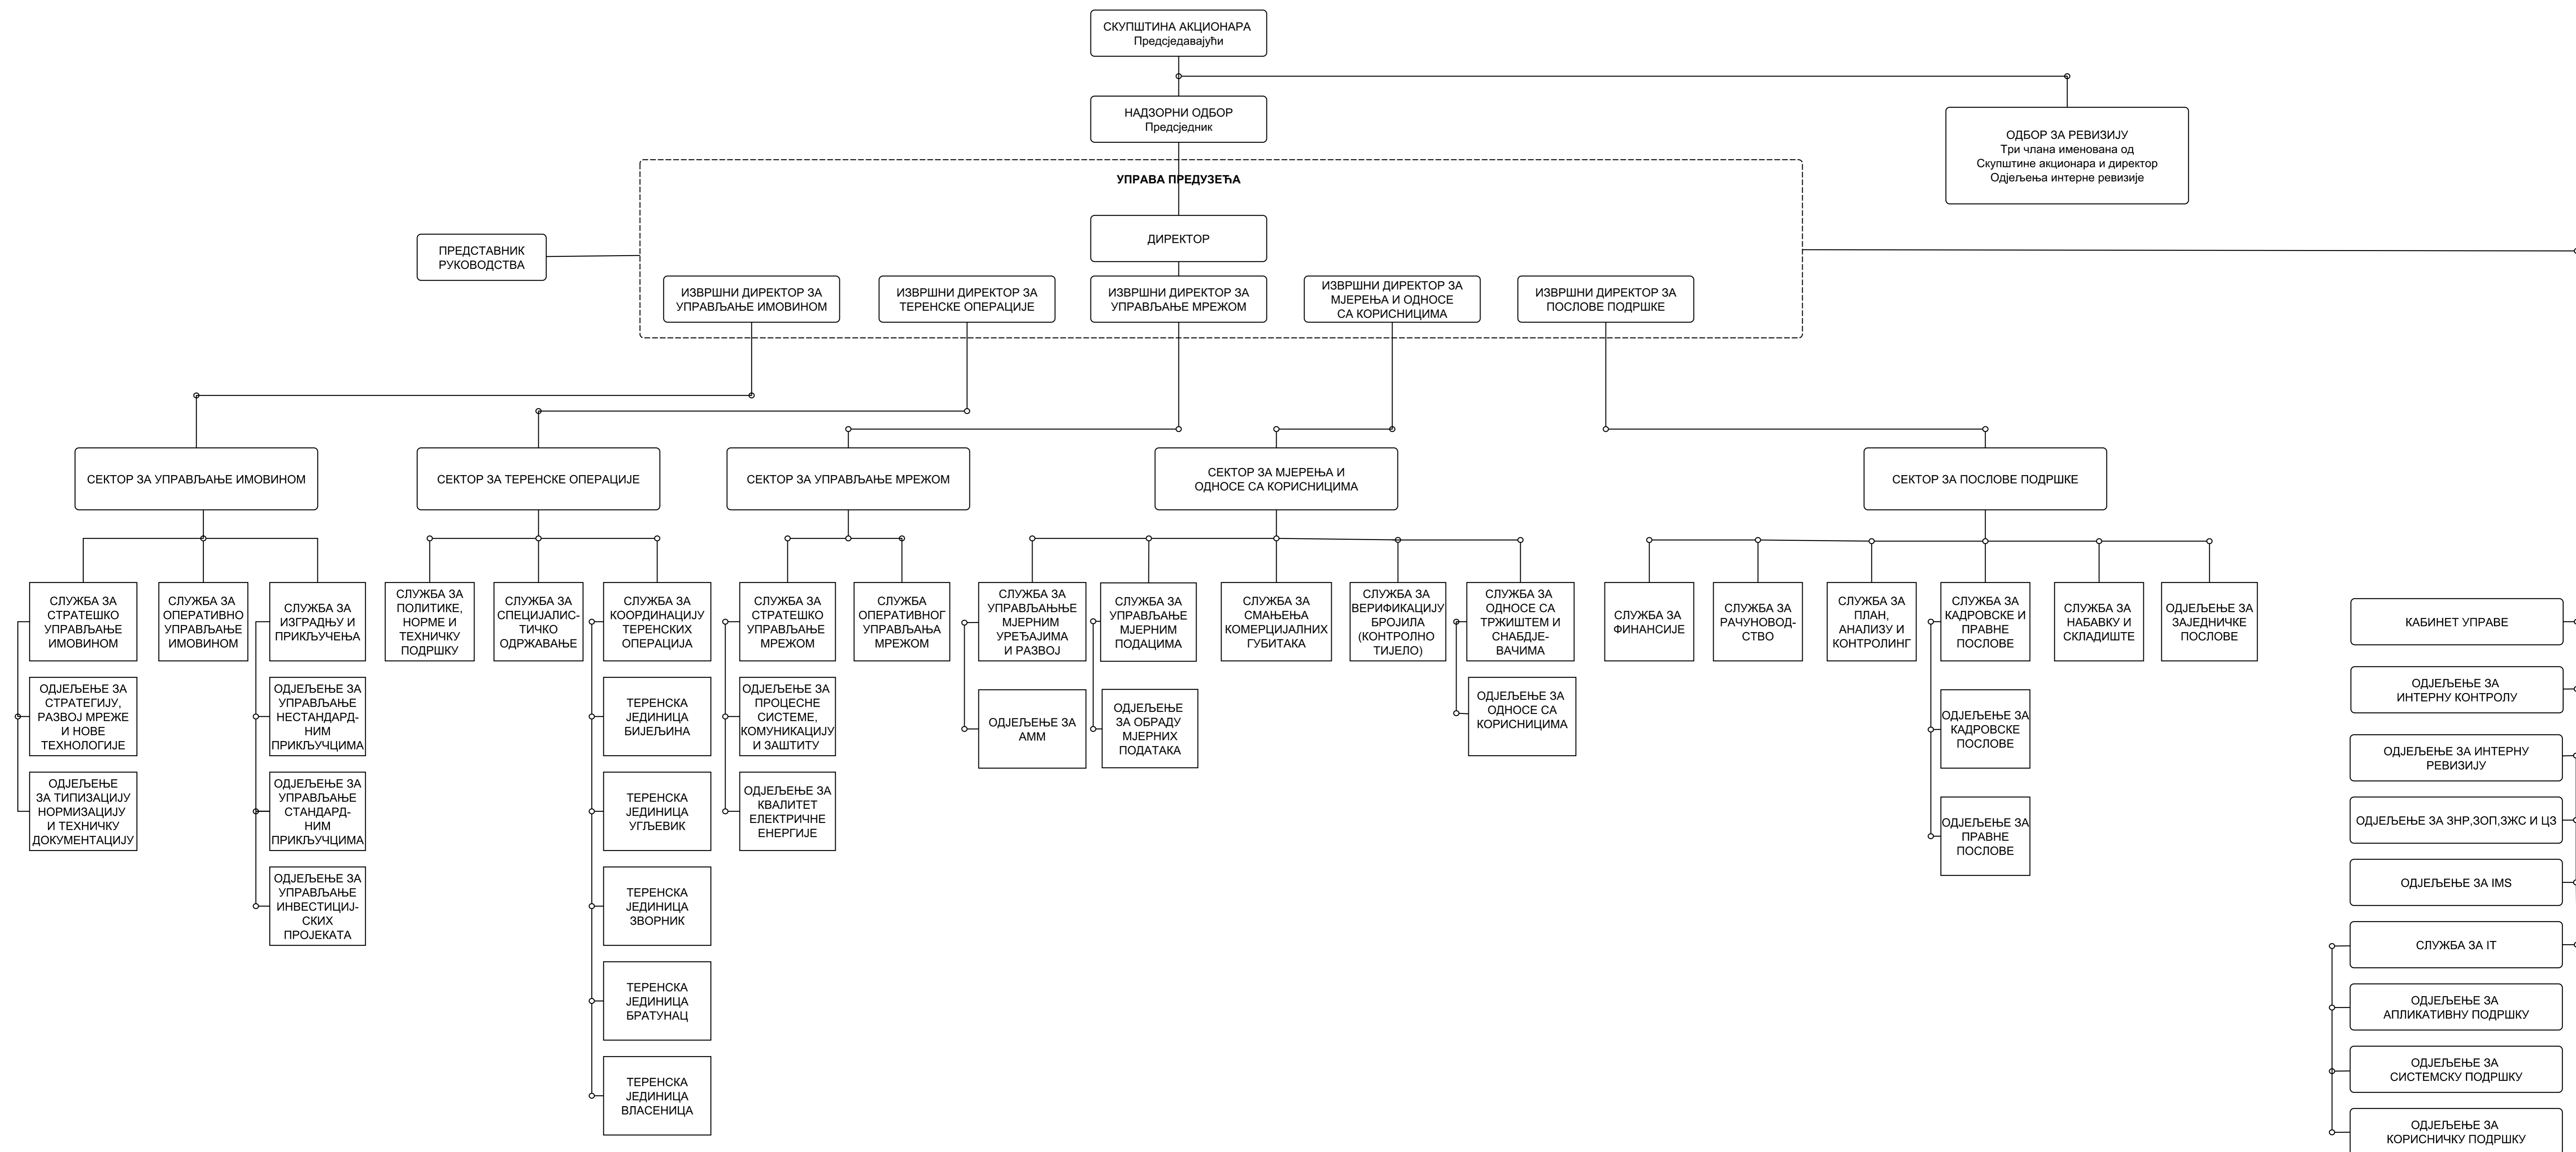 СКУПШТИНА АКЦИОНАРА
Предсједавајући
НАДЗОРНИ ОДБОР
Предсједник
ОДБОР ЗА РЕВИЗИЈУ
Три члана именована од
Скупштине акционара и директор
Одјељења интерне ревизије
УПРАВА ПРЕДУЗЕЋА
ДИРЕКТОР
ПРЕДСТАВНИК
РУКОВОДСТВА
ИЗВРШНИ ДИРЕКТОР ЗА
УПРАВЉАЊЕ ИМОВИНОМ
ИЗВРШНИ ДИРЕКТОР ЗА
ТЕРЕНСКЕ ОПЕРАЦИЈЕ
ИЗВРШНИ ДИРЕКТОР ЗА
УПРАВЉАЊЕ МРЕЖОМ
ИЗВРШНИ ДИРЕКТОР ЗА
МЈЕРЕЊА И ОДНОСЕ
СА КОРИСНИЦИМА
ИЗВРШНИ ДИРЕКТОР ЗА
ПОСЛОВЕ ПОДРШКЕ
СЕКТОР ЗА УПРАВЉАЊЕ ИМОВИНОМ
СЕКТОР ЗА ТЕРЕНСКЕ ОПЕРАЦИЈЕ
СЕКТОР ЗА УПРАВЉАЊЕ МРЕЖОМ
СЕКТОР ЗА МЈЕРЕЊА И
ОДНОСЕ СА КОРИСНИЦИМА
СЕКТОР ЗА ПОСЛОВЕ ПОДРШКЕ
СЛУЖБА ЗА
СТРАТЕШКО
УПРАВЉАЊЕ
ИМОВИНОМ
ОДЈЕЉЕЊЕ ЗА
СТРАТЕГИЈУ,
РАЗВОЈ МРЕЖЕ
И НОВЕ
ТЕХНОЛОГИЈЕ
ОДЈЕЉЕЊЕ
ЗА ТИПИЗАЦИЈУ
НОРМИЗАЦИЈУ
И ТЕХНИЧКУ
ДОКУМЕНТАЦИЈУ
СЛУЖБА ЗА
ОПЕРАТИВНО
УПРАВЉАЊЕ
ИМОВИНОМ
СЛУЖБА ЗА
ИЗГРАДЊУ И
ПРИКЉУЧЕЊА
ОДЈЕЉЕЊЕ ЗА
УПРАВЉАЊЕ
НЕСТАНДАРД-
НИМ
ПРИКЉУЧЦИМА
ОДЈЕЉЕЊЕ ЗА
УПРАВЉАЊЕ
СТАНДАРД-
НИМ
ПРИКЉУЧЦИМА
ОДЈЕЉЕЊЕ ЗА
УПРАВЉАЊЕ
ИНВЕСТИЦИЈ-
СКИХ
ПРОЈЕКАТА
СЛУЖБА ЗА
ПОЛИТИКЕ,
НОРМЕ И
ТЕХНИЧКУ
ПОДРШКУ
СЛУЖБА ЗА
СПЕЦИЈАЛИС-
ТИЧКО
ОДРЖАВАЊЕ
СЛУЖБА ЗА
КООРДИНАЦИЈУ
ТЕРЕНСКИХ
ОПЕРАЦИЈА
ТЕРЕНСКА
ЈЕДИНИЦА
БИЈЕЉИНА
ТЕРЕНСКА
ЈЕДИНИЦА
УГЉЕВИК
ТЕРЕНСКА
ЈЕДИНИЦА
ЗВОРНИК
ТЕРЕНСКА
ЈЕДИНИЦА
БРАТУНАЦ
ТЕРЕНСКА
ЈЕДИНИЦА
ВЛАСЕНИЦА
СЛУЖБА ЗА
СТРАТЕШКО
УПРАВЉАЊЕ
МРЕЖОМ
ОДЈЕЉЕЊЕ ЗА
ПРОЦЕСНЕ
СИСТЕМЕ,
КОМУНИКАЦИЈУ
И ЗАШТИТУ
ОДЈЕЉЕЊЕ ЗА
КВАЛИТЕТ
ЕЛЕКТРИЧНЕ
ЕНЕРГИЈЕ
СЛУЖБА
ОПЕРАТИВНОГ
УПРАВЉАЊА
МРЕЖОМ
СЛУЖБА ЗА
УПРАВЉАЊЊЕ
МЈЕРНИМ
УРЕЂАЈИМА
И РАЗВОЈ
ОДЈЕЉЕЊЕ ЗА
АММ
СЛУЖБА ЗА
УПРАВЉАЊЕ
МЈЕРНИМ
ПОДАЦИМА
ОДЈЕЉЕЊЕ
ЗА ОБРАДУ
МЈЕРНИХ
ПОДАТАКА
СЛУЖБА ЗА
СМАЊЕЊА
КОМЕРЦИЈАЛНИХ
ГУБИТАКА
СЛУЖБА ЗА
ВЕРИФИКАЦИЈУ
БРОЈИЛА
(КОНТРОЛНО
ТИЈЕЛО)
СЛУЖБА ЗА
ОДНОСЕ СА
ТРЖИШТЕМ И
СНАБДЈЕ-
ВАЧИМА
ОДЈЕЉЕЊЕ ЗА
ОДНОСЕ СА
КОРИСНИЦИМА
СЛУЖБА ЗА
ФИНАНСИЈЕ
СЛУЖБА ЗА
РАЧУНОВОД-
СТВО
СЛУЖБА ЗА
ПЛАН,
АНАЛИЗУ И
КОНТРОЛИНГ
СЛУЖБА ЗА
КАДРОВСКЕ И
ПРАВНЕ
ПОСЛОВЕ
ОДЈЕЉЕЊЕ ЗА
КАДРОВСКЕ
ПОСЛОВЕ
ОДЈЕЉЕЊЕ ЗА
ПРАВНЕ
ПОСЛОВЕ
СЛУЖБА ЗА
НАБАВКУ И
СКЛАДИШТЕ
ОДЈЕЉЕЊЕ ЗА
ЗАЈЕДНИЧКЕ
ПОСЛОВЕ
КАБИНЕТ УПРАВЕ
ОДЈЕЉЕЊЕ ЗА
ИНТЕРНУ КОНТРОЛУ
ОДЈЕЉЕЊЕ ЗА ИНТЕРНУ
РЕВИЗИЈУ
ОДЈЕЉЕЊЕ ЗА ЗНР,ЗОП,ЗЖС И ЦЗ
ОДЈЕЉЕЊЕ ЗА IMS
СЛУЖБА ЗА IT
ОДЈЕЉЕЊЕ ЗА
АПЛИКАТИВНУ ПОДРШКУ
ОДЈЕЉЕЊЕ ЗА
СИСТЕМСКУ ПОДРШКУ
ОДЈЕЉЕЊЕ ЗА
КОРИСНИЧКУ ПОДРШКУ